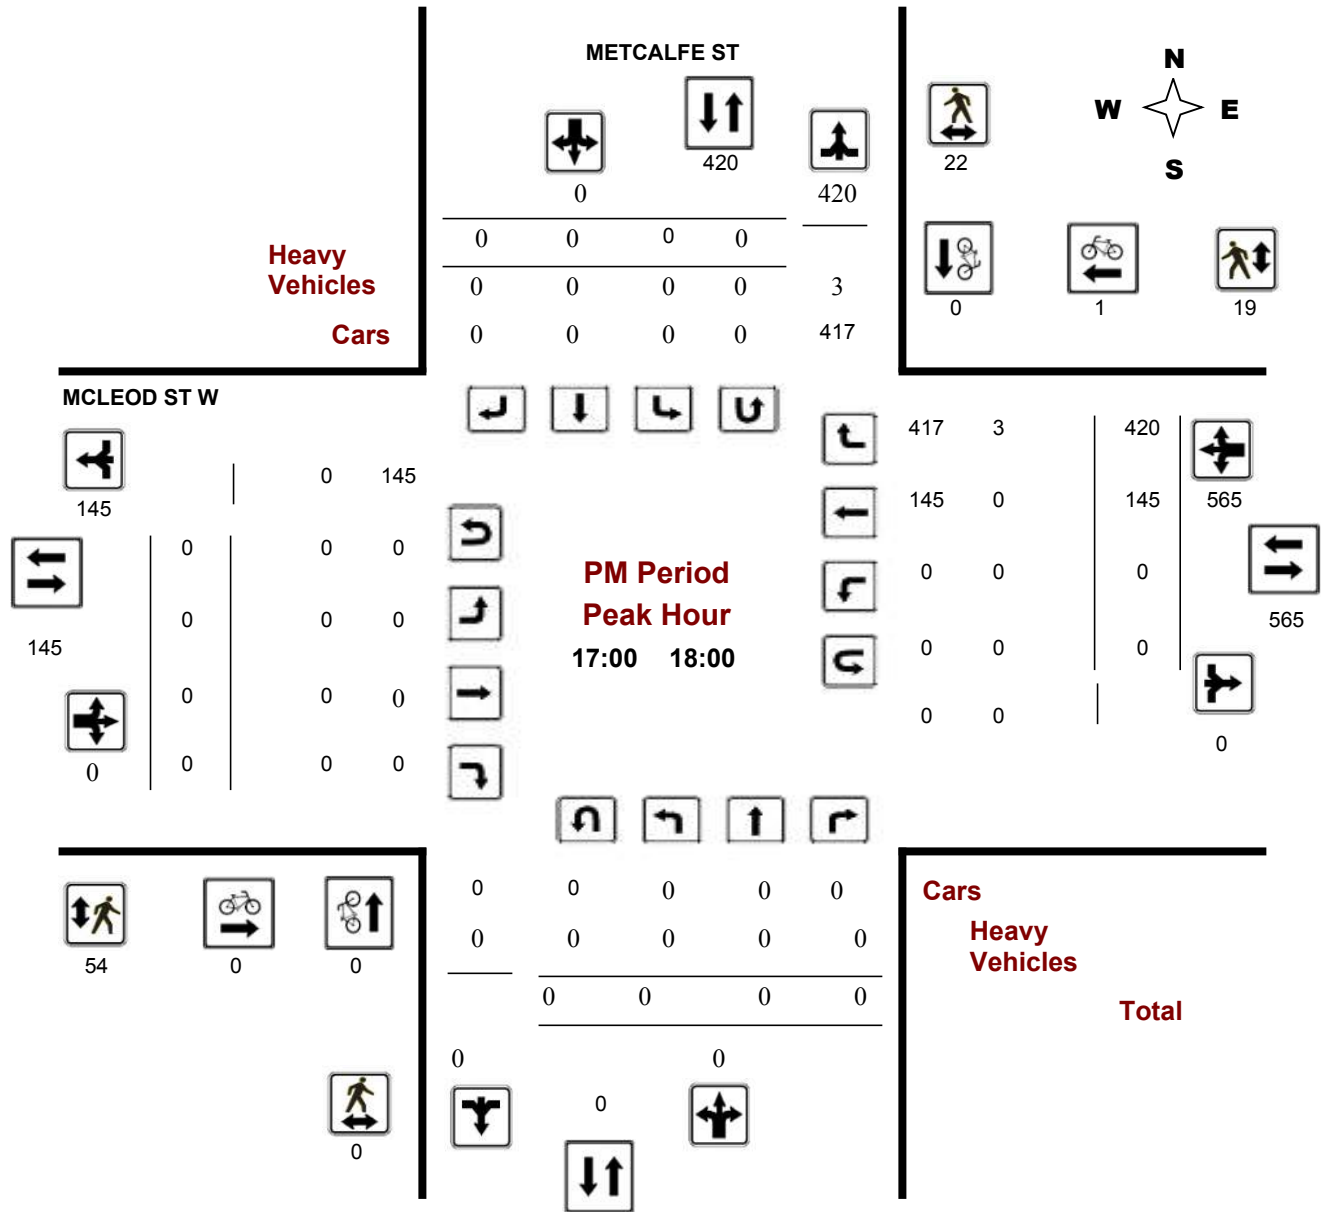 METCALFE ST
N
W E
S
420
22
0 420
0 0 0 0
Heavy
Vehicles 0 0 0 0 3
0 1 19
Cars 0 0 0 0 417
MCLEOD ST W
417 3 420
0 145
145
145 0 145 565
0 0 0
PM Period
0 0 0
Peak Hour
0 0 0
565
145
17:00 18:00
0 0 0
0 0 0
0 0
0
0
0 0 0
0 0 0 0 0
Cars
0 0 0 0 0
Heavy
Vehicles
54 0 0
0 0 0 0
Total
0 0
0
0